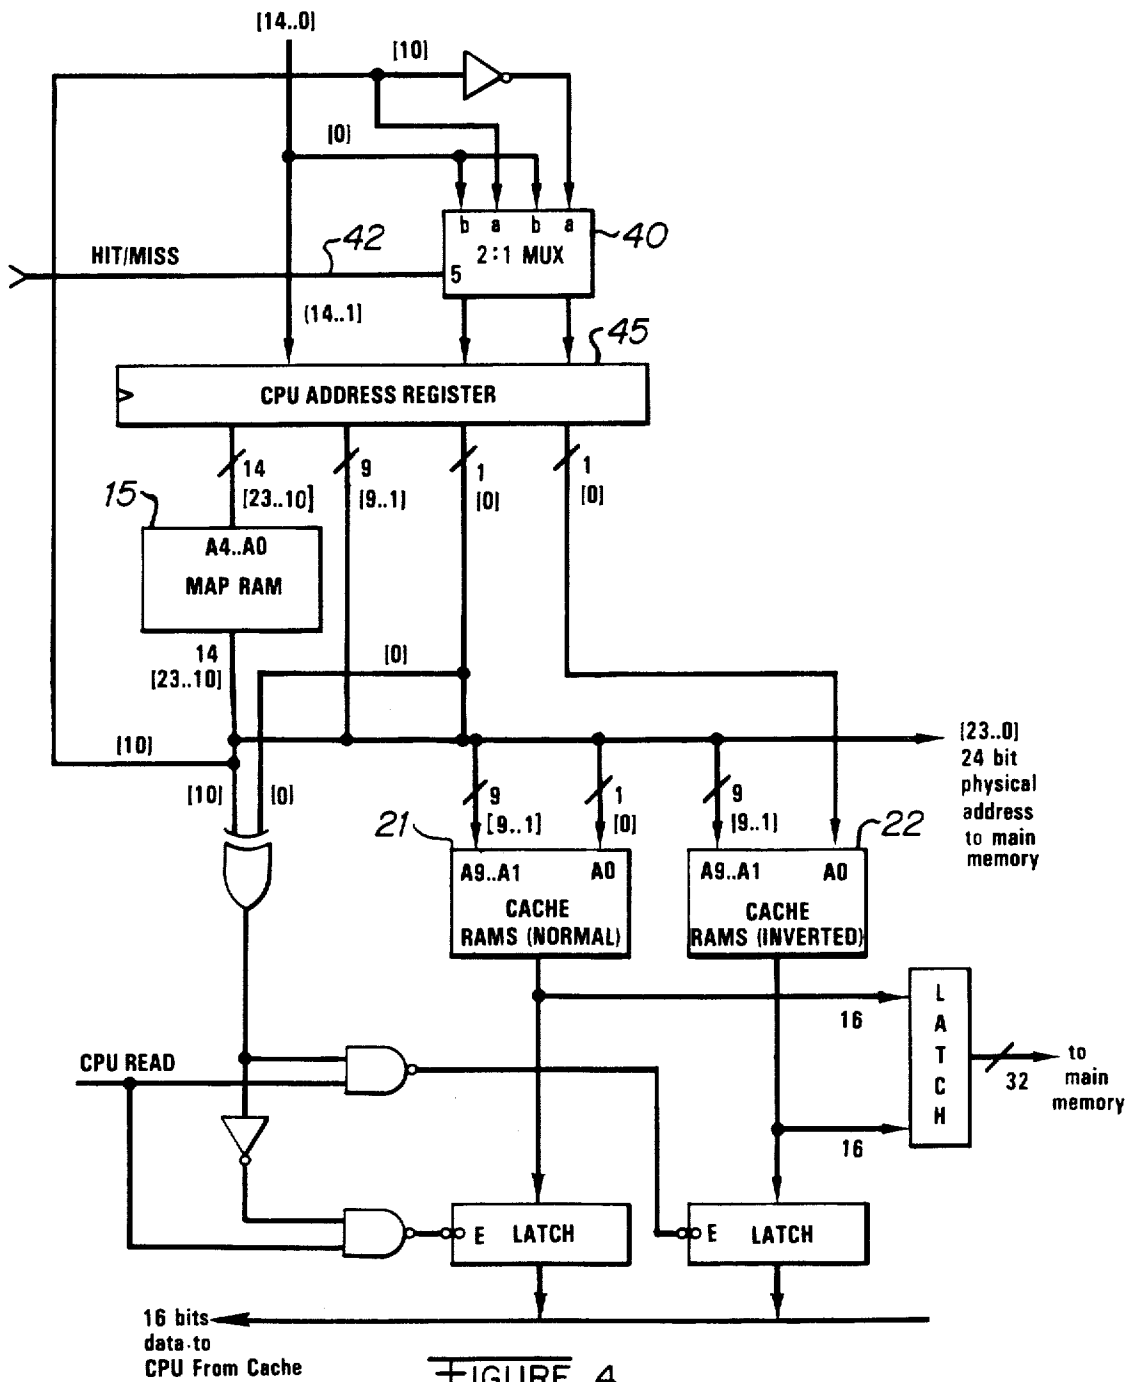 [14..0]
[10]
[0]
b a b a
40
2:1 MUX
5
HIT/MISS
42
(14..1]
45
CPU ADDRESS REGISTER
14
[23..10]
9
[9..1)
1
[0]
1
[0]
15
A4..A0
MAP RAM
14
[23..10]
[0]
[10]
[10]
[0]
[23..0]
24 bit
physical
address
to main
memory
9
[9..1]
1
[0]
9
[9..1)
21
22
A9..A1 A0
CACHE
RAMS (NORMAL)
A9..A1 A0
CACHE
RAMS (INVERTED)
16
16
LATCH
32
to
main
memory
CPU READ
E LATCH
E LATCH
16 bits
data to
CPU From Cache
FIGURE 4